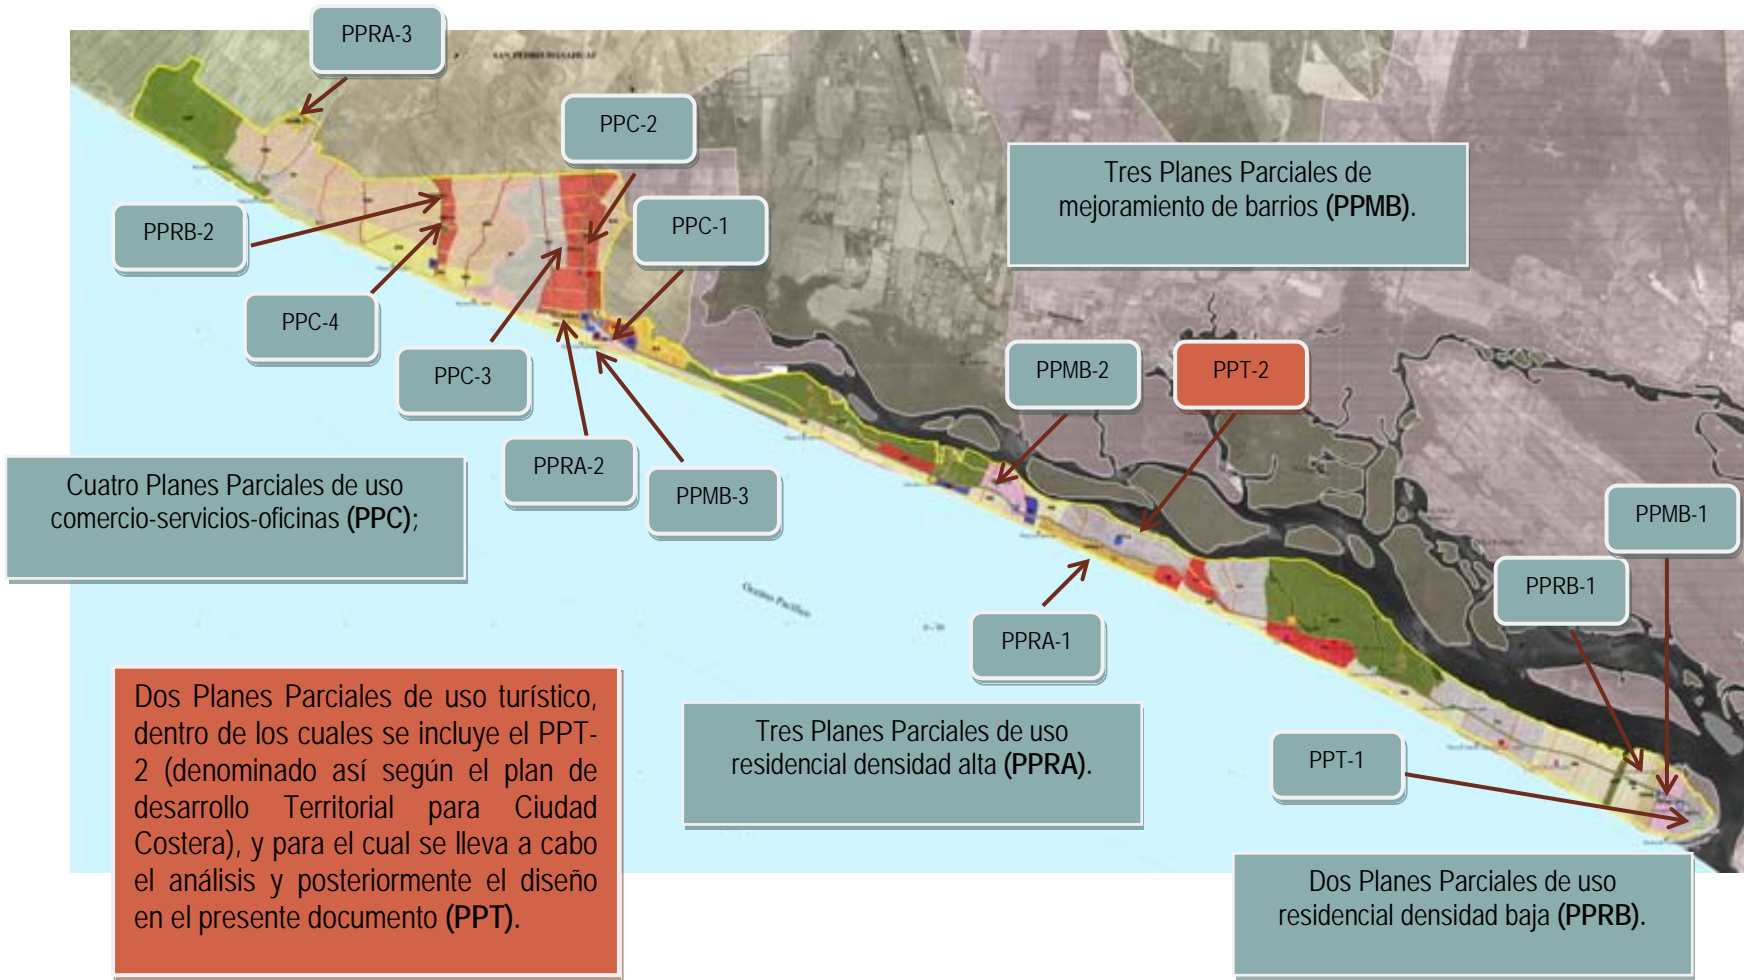 PPRA-3
PPC-2
Tres Planes Parciales de
mejoramiento de barrios (PPMB).
PPRB-2
PPC-1
PPC-4
PPC-3
PPMB-2
PPT-2
PPRA-2
PPMB-3
Cuatro Planes Parciales de uso
comercio-servicios-oficinas (PPC);
PPMB-1
PPRB-1
Océano Pacífico
PPRA-1
Dos Planes Parciales de uso turístico,
dentro de los cuales se incluye el PPT-
2 (denominado así según el plan de
desarrollo Territorial para Ciudad
Costera), y para el cual se lleva a cabo
el análisis y posteriormente el diseño
en el presente documento (PPT).
Tres Planes Parciales de uso
residencial densidad alta (PPRA).
PPT-1
Dos Planes Parciales de uso
residencial densidad baja (PPRB).